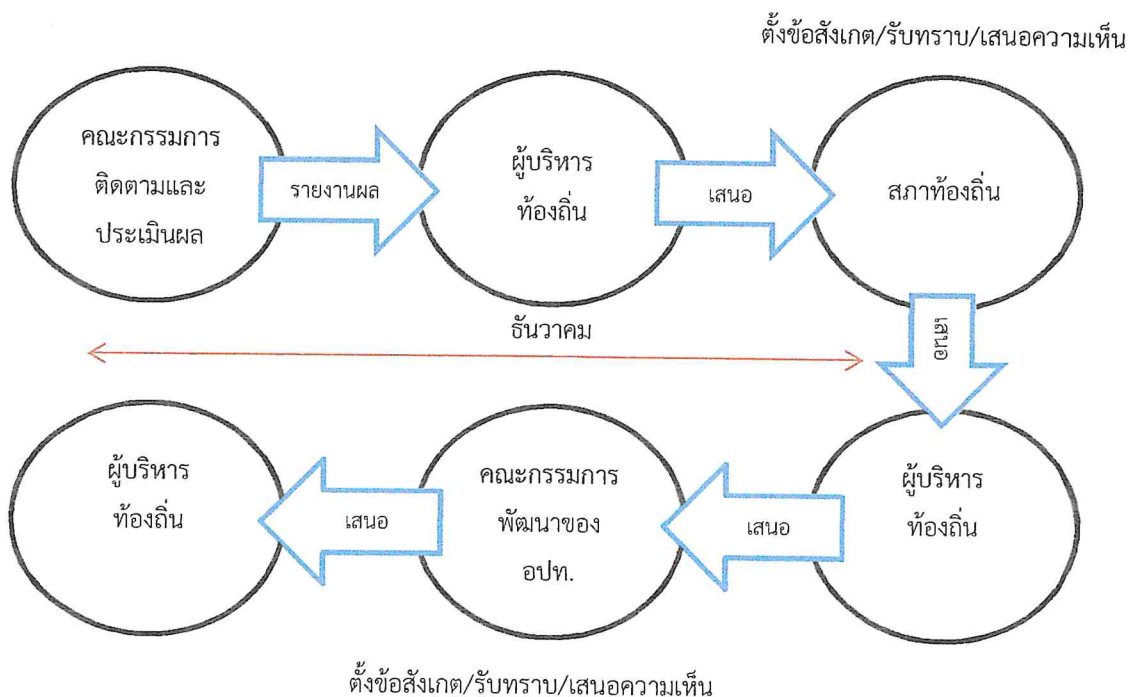 ตั้งข้อสังเกต/รับทราบ/เสนอความเห็น
คณะกรรมการ
ติดตามและ
ประเมินผล
รายงานผล
ผู้บริหาร
ท้องถิ่น
เสนอ
สภาท้องถิ่น
เสนอ
ธันวาคม
ผู้บริหาร
ท้องถิ่น
เสนอ
คณะกรรมการ
พัฒนาของ
อปท.
เสนอ
ผู้บริหาร
ท้องถิ่น
ตั้งข้อสังเกต/รับทราบ/เสนอความเห็น